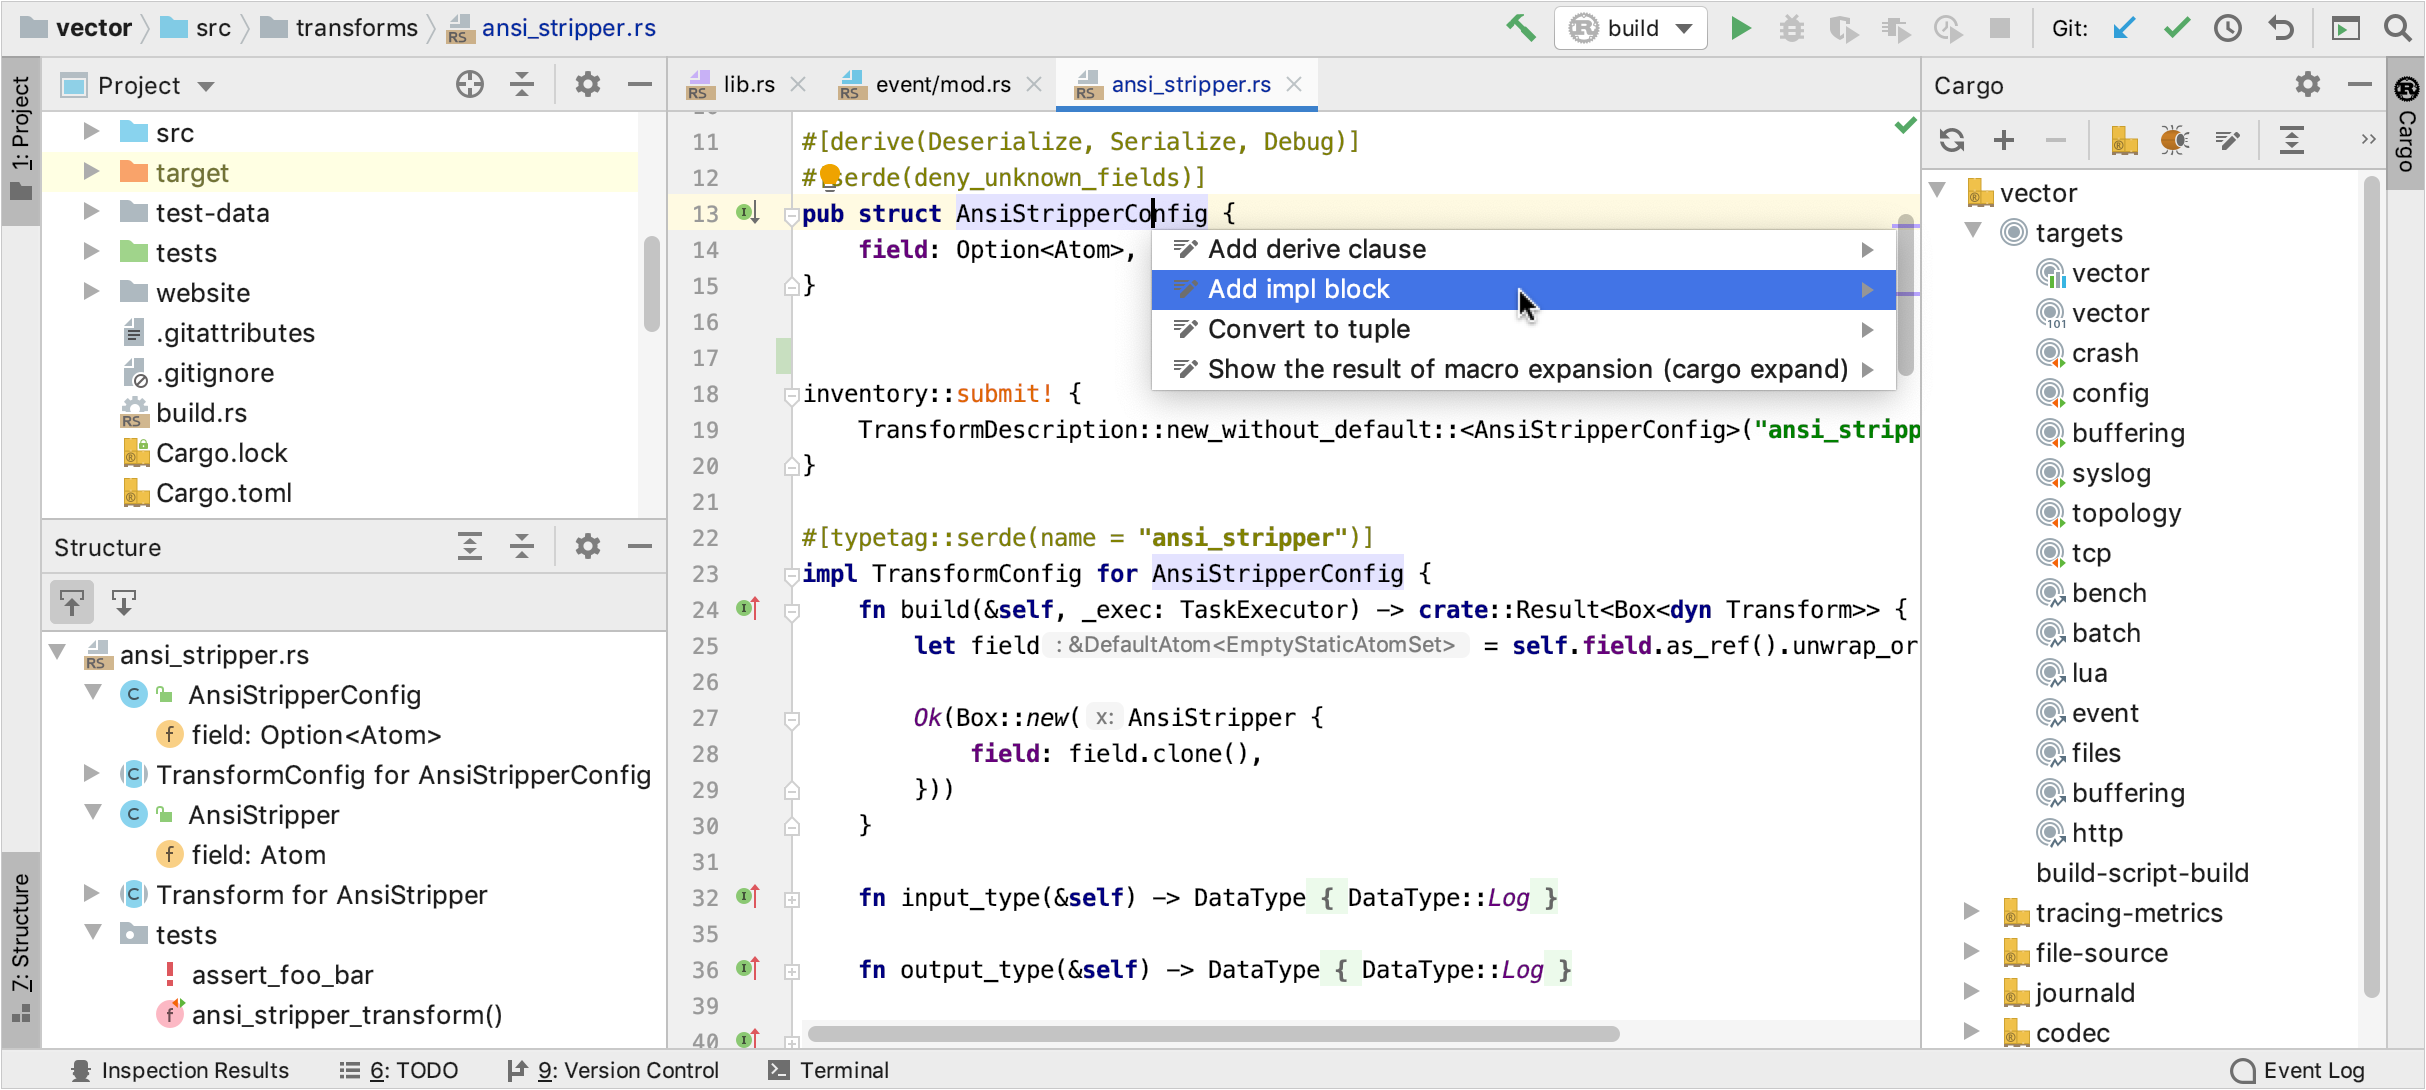 vector src transforms ansi_stripper.rs
build Git:
1: Project
Project
src
target
test-data
tests
website
.gitattributes
.gitignore
build.rs
Cargo.lock
Cargo.toml
Structure
7: Structure
ansi_stripper.rs
AnsiStripperConfig
field: Option<Atom>
TransformConfig for AnsiStripperConfig
AnsiStripper
field: Atom
Transform for AnsiStripper
tests
assert_foo_bar
ansi_stripper_transform()
lib.rs event/mod.rs ansi_stripper.rs
11 #[derive(Deserialize, Serialize, Debug)]
12 #serde(deny_unknown_fields)]
13 pub struct AnsiStripperConfig {
14 field: Option<Atom>,
15 }
16
17
18 inventory::submit! {
19 TransformDescription::new_without_default::<AnsiStripperConfig>("ansi_stripp
20 }
21
22 #[typetag::serde(name = "ansi_stripper")]
23 impl TransformConfig for AnsiStripperConfig {
24 fn build(&self, _exec: TaskExecutor) -> crate::Result<Box<dyn Transform>> {
25 let field : &DefaultAtom<EmptyStaticAtomSet> = self.field.as_ref().unwrap_or
26
27 Ok(Box::new( x: AnsiStripper {
28 field: field.clone(),
29 }))
30 }
31
32 fn input_type(&self) -> DataType { DataType::Log }
35
36 fn output_type(&self) -> DataType { DataType::Log }
39
40
Add derive clause
Add impl block
Convert to tuple
Show the result of macro expansion (cargo expand)
Cargo
Cargo
vector
targets
vector
vector
crash
config
buffering
syslog
topology
tcp
bench
batch
lua
event
files
buffering
http
build-script-build
tracing-metrics
file-source
journald
codec
Inspection Results 6: TODO 9: Version Control Terminal Event Log